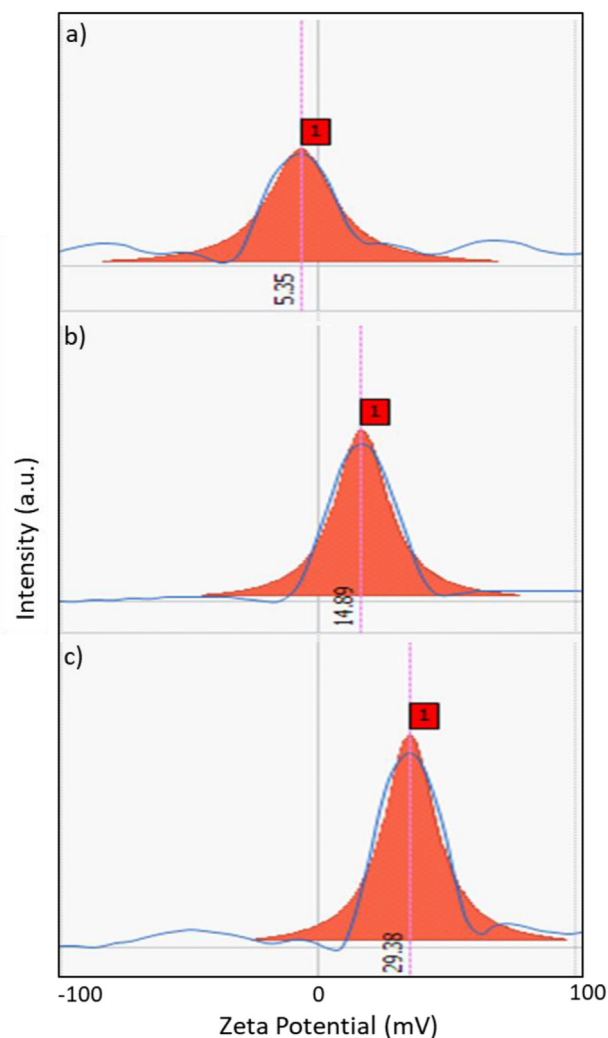 a)
1
5.35
b)
1
14.89
c)
1
29.38
Intensity (a.u.)
-100 0 100
Zeta Potential (mV)